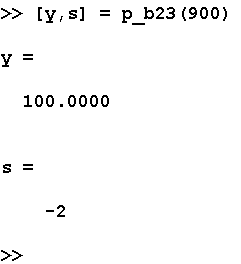 >> [y,s] = p_b23(900)
y =
100.0000
s =
-2
>>